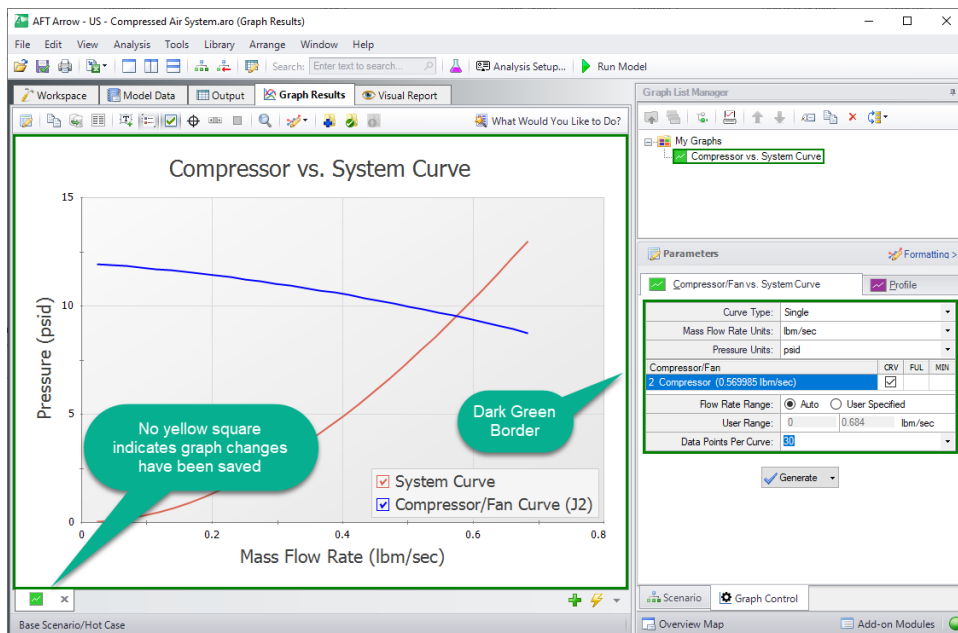 AFT Arrow - US - Compressed Air System.aro (Graph Results)
File Edit View Analysis Tools Library Arrange Window Help
Search: Enter text to search... Analysis Setup... Run Model
Workspace Model Data Output Graph Results Visual Report
What Would You Like to Do?
Compressor vs. System Curve
15
10
5
0
Pressure (psid)
0 0.2 0.4 0.6 0.8
Mass Flow Rate (lbm/sec)
System Curve
Compressor/Fan Curve (J2)
No yellow square
indicates graph changes
have been saved
Dark Green
Border
Base Scenario/Hot Case
Graph List Manager
My Graphs
Compressor vs. System Curve
Parameters Formatting >
Compressor/Fan vs. System Curve Profile
Curve Type: Single
Mass Flow Rate Units: lbm/sec
Pressure Units: psid
Compressor/Fan CRV FUL MIN
2 Compressor (0.569985 lbm/sec)
Flow Rate Range: Auto User Specified
User Range: 0 0.684 lbm/sec
Data Points Per Curve: 30
Generate
Scenario Graph Control
Overview Map Add-on Modules